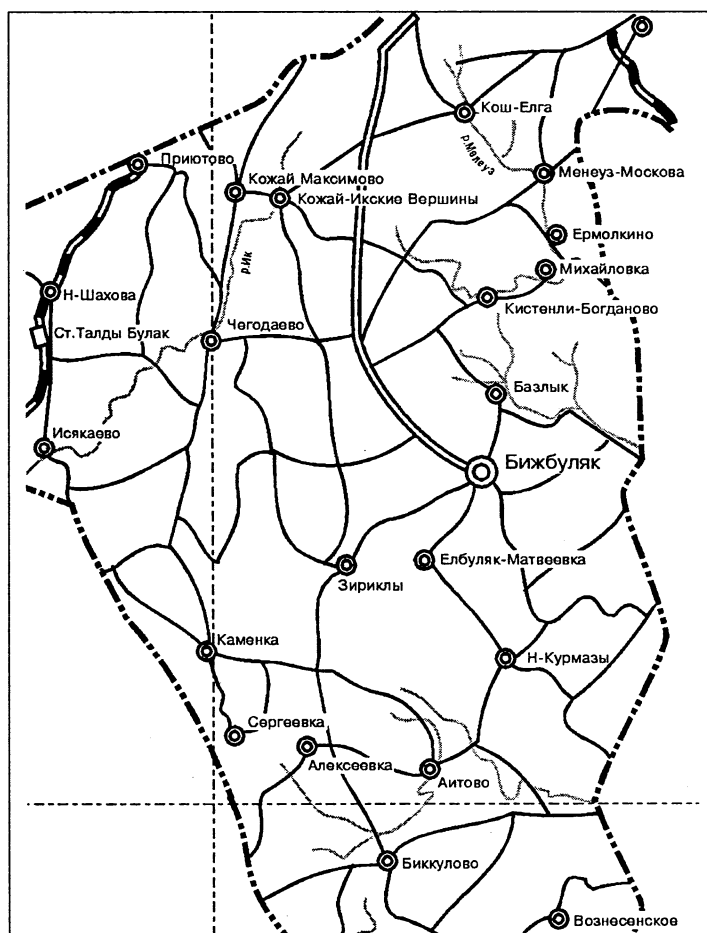 Кош-Елга
р.Мелеуз
Приютово
Кожай Максимово
Менеуз-Москова
Кожай-Икские Вершины
р.Ик
Ермолкино
Михайловка
Н-Шахова
Кистенли-Богданово
Ст.Талды Булак
Чегодаево
Базлык
Исякаево
Бижбуляк
Елбуляк-Матвеевка
Зириклы
Каменка
Н-Курмазы
Сергеевка
Алексеевка
Аитово
Биккулово
Вознесенское